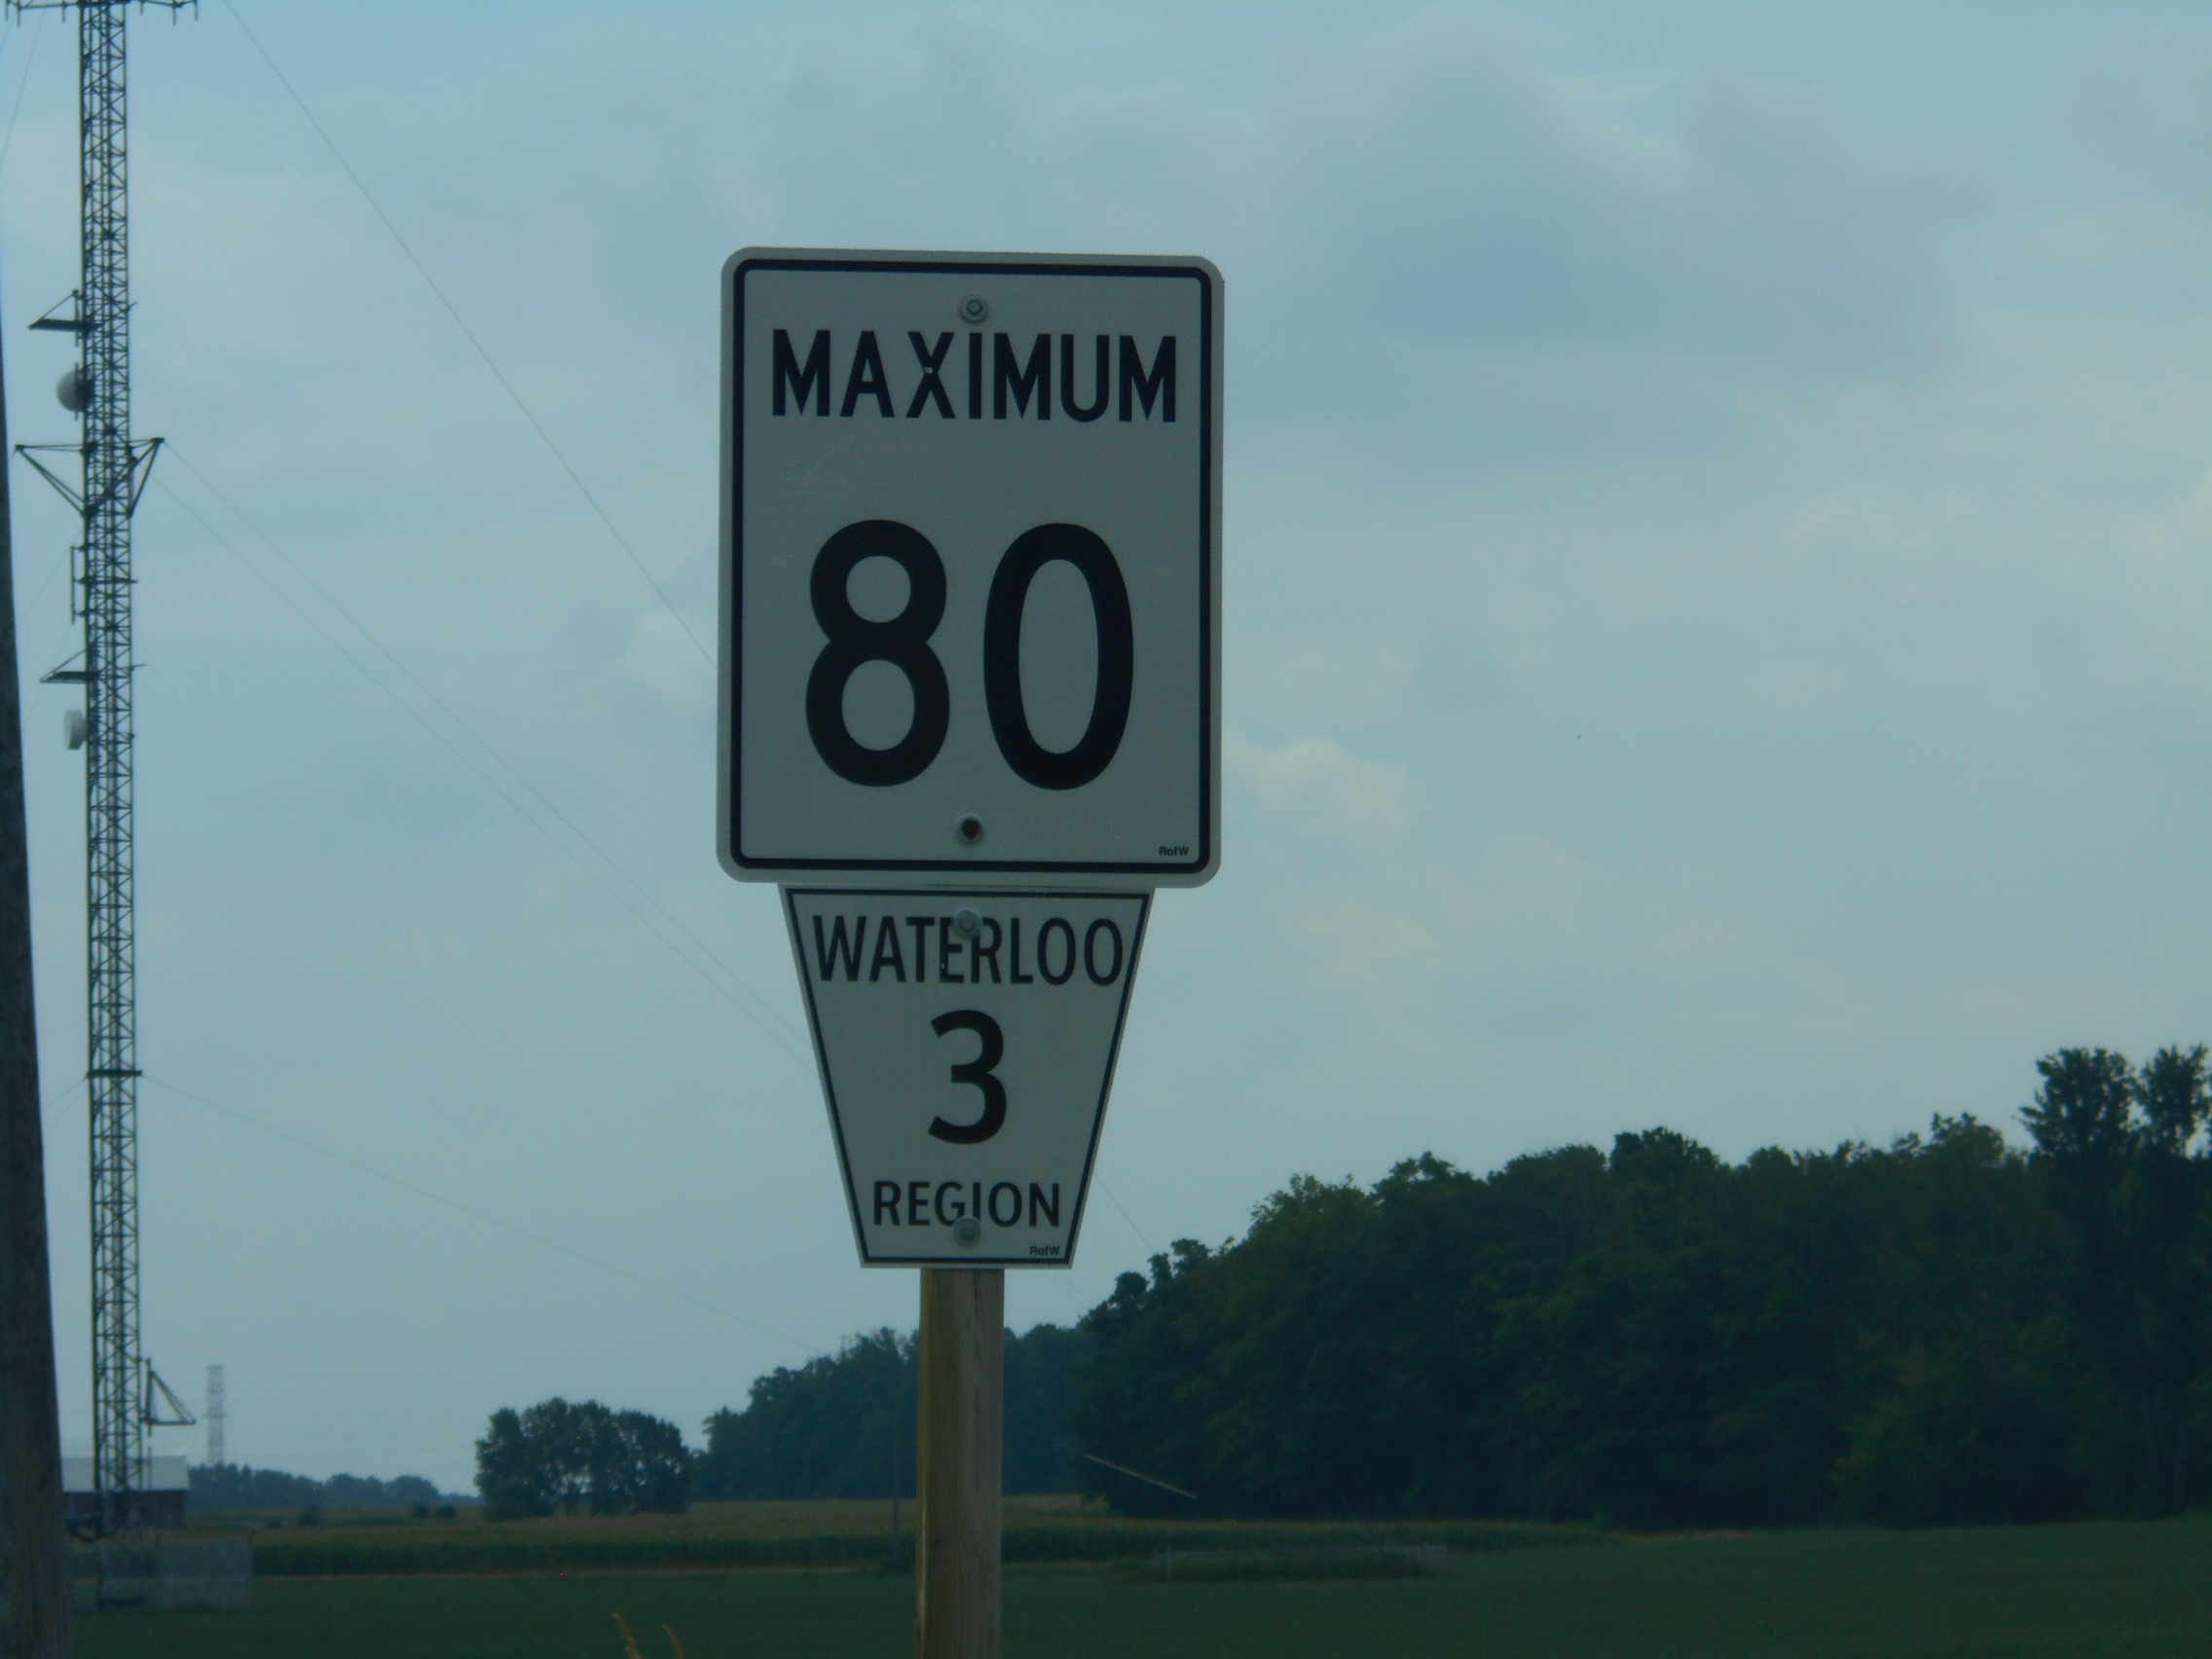 MAXIMUM
80
RofW
WATERLOO
3
REGION
RofW